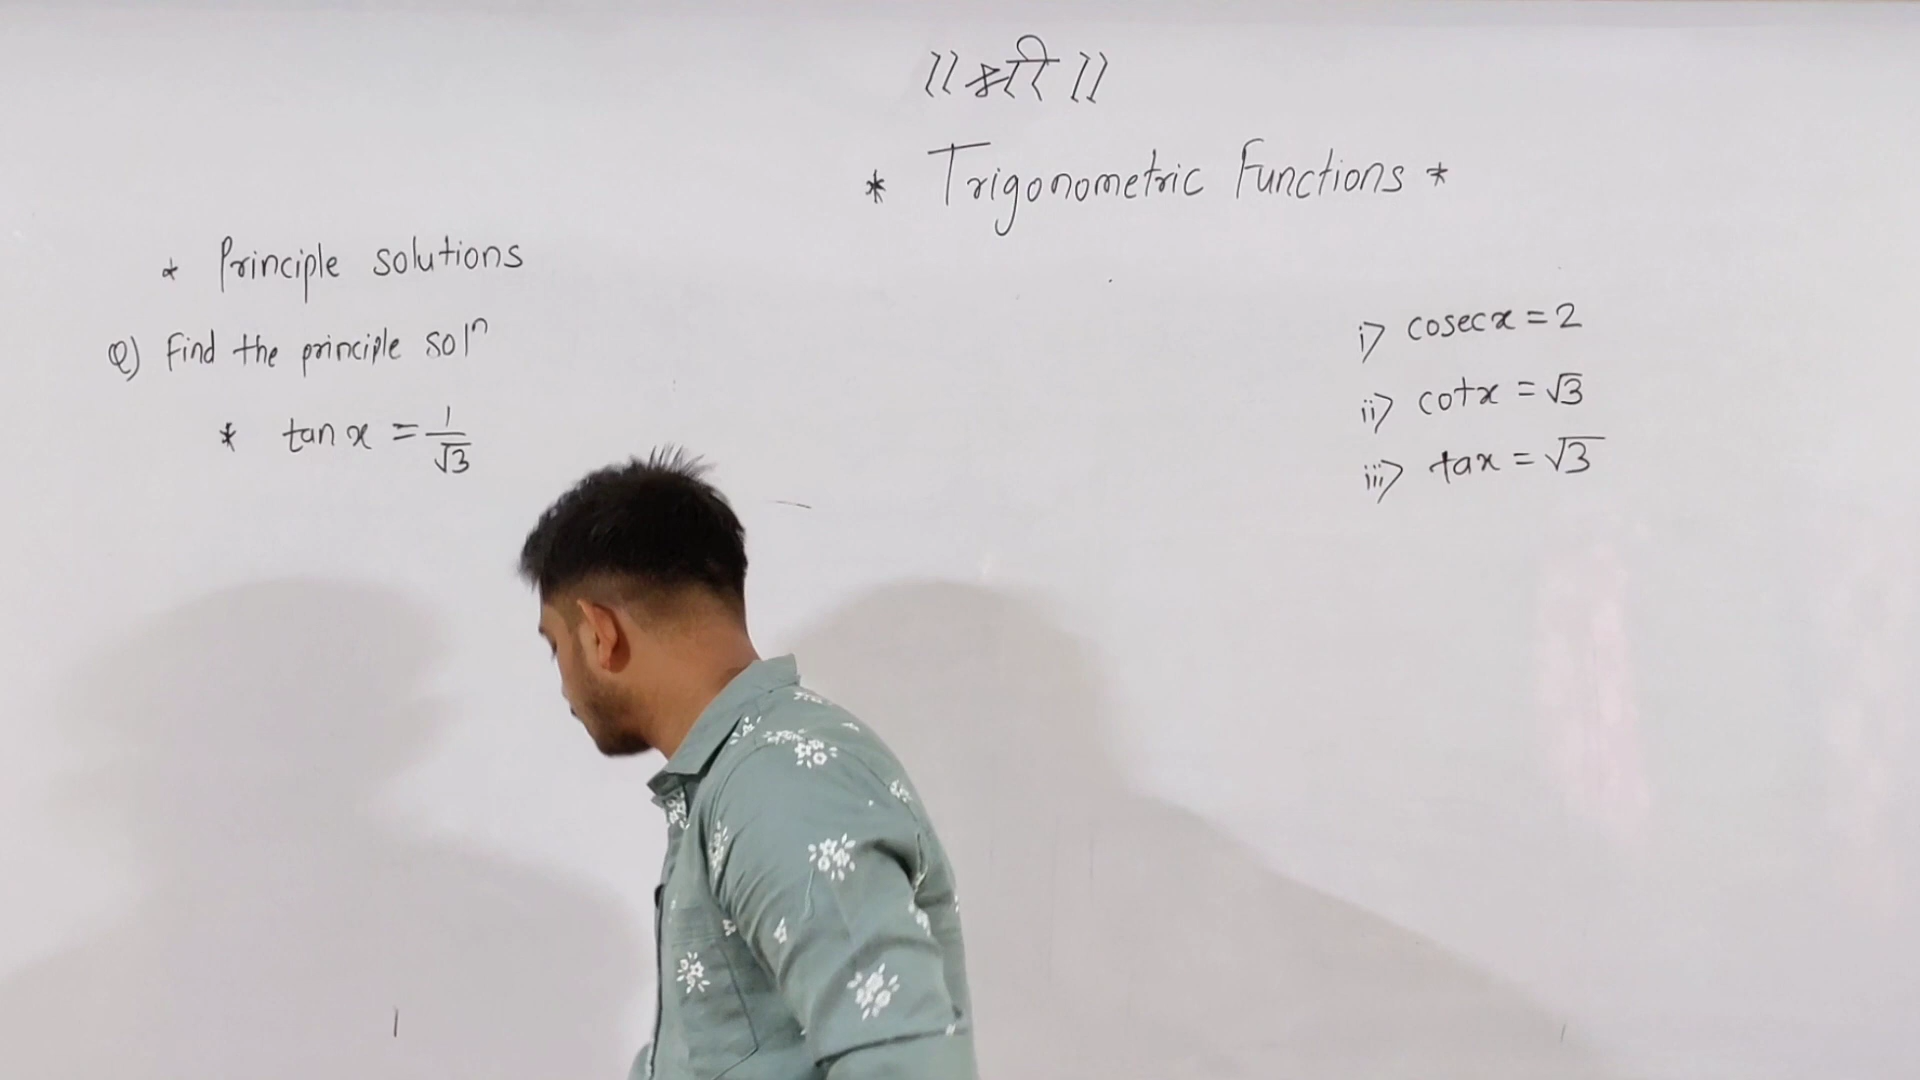 ॥ श्री ॥
* Trigonometric Functions *
* Principle solutions
Q) Find the principle solⁿ
* tan x = 1/√3
i) cosec x = 2
ii) cot x = √3
iii) tax = √3